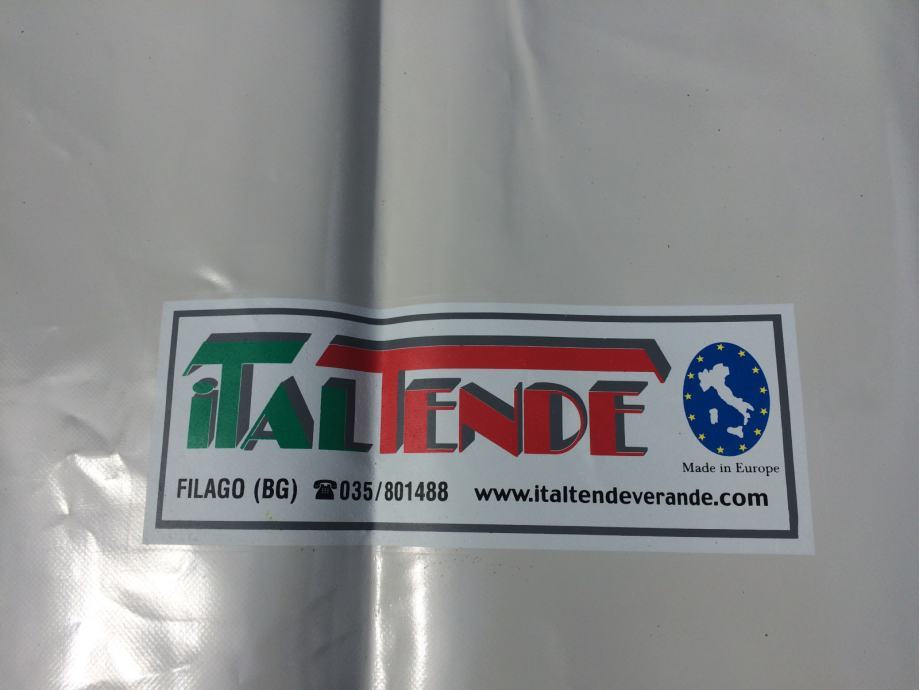 iTALTENDE
Made in Europe
FILAGO (BG) ☎035/801488 www.italtendeverande.com